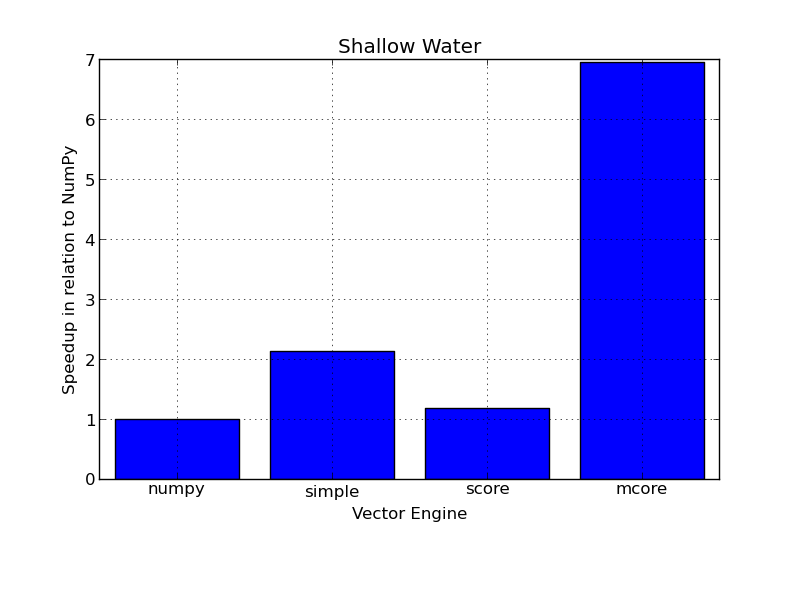 Shallow Water
7
6
5
4
3
2
1
0
Speedup in relation to NumPy
numpy simple score mcore
Vector Engine